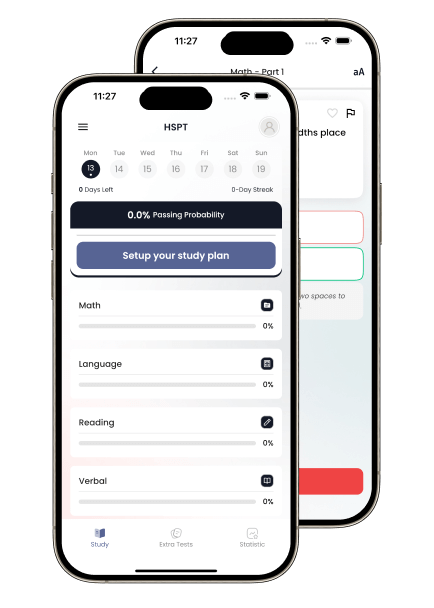 11:27
Math - Part 1
aA
dths place
wo spaces to
11:27
HSPT
Mon Tue Wed Thu Fri Sat Sun
13 14 15 16 17 18 19
0 Days Left
0-Day Streak
0.0% Passing Probability
Setup your study plan
Math
0%
Language
0%
Reading
0%
Verbal
0%
Study
Extra Tests
Statistic